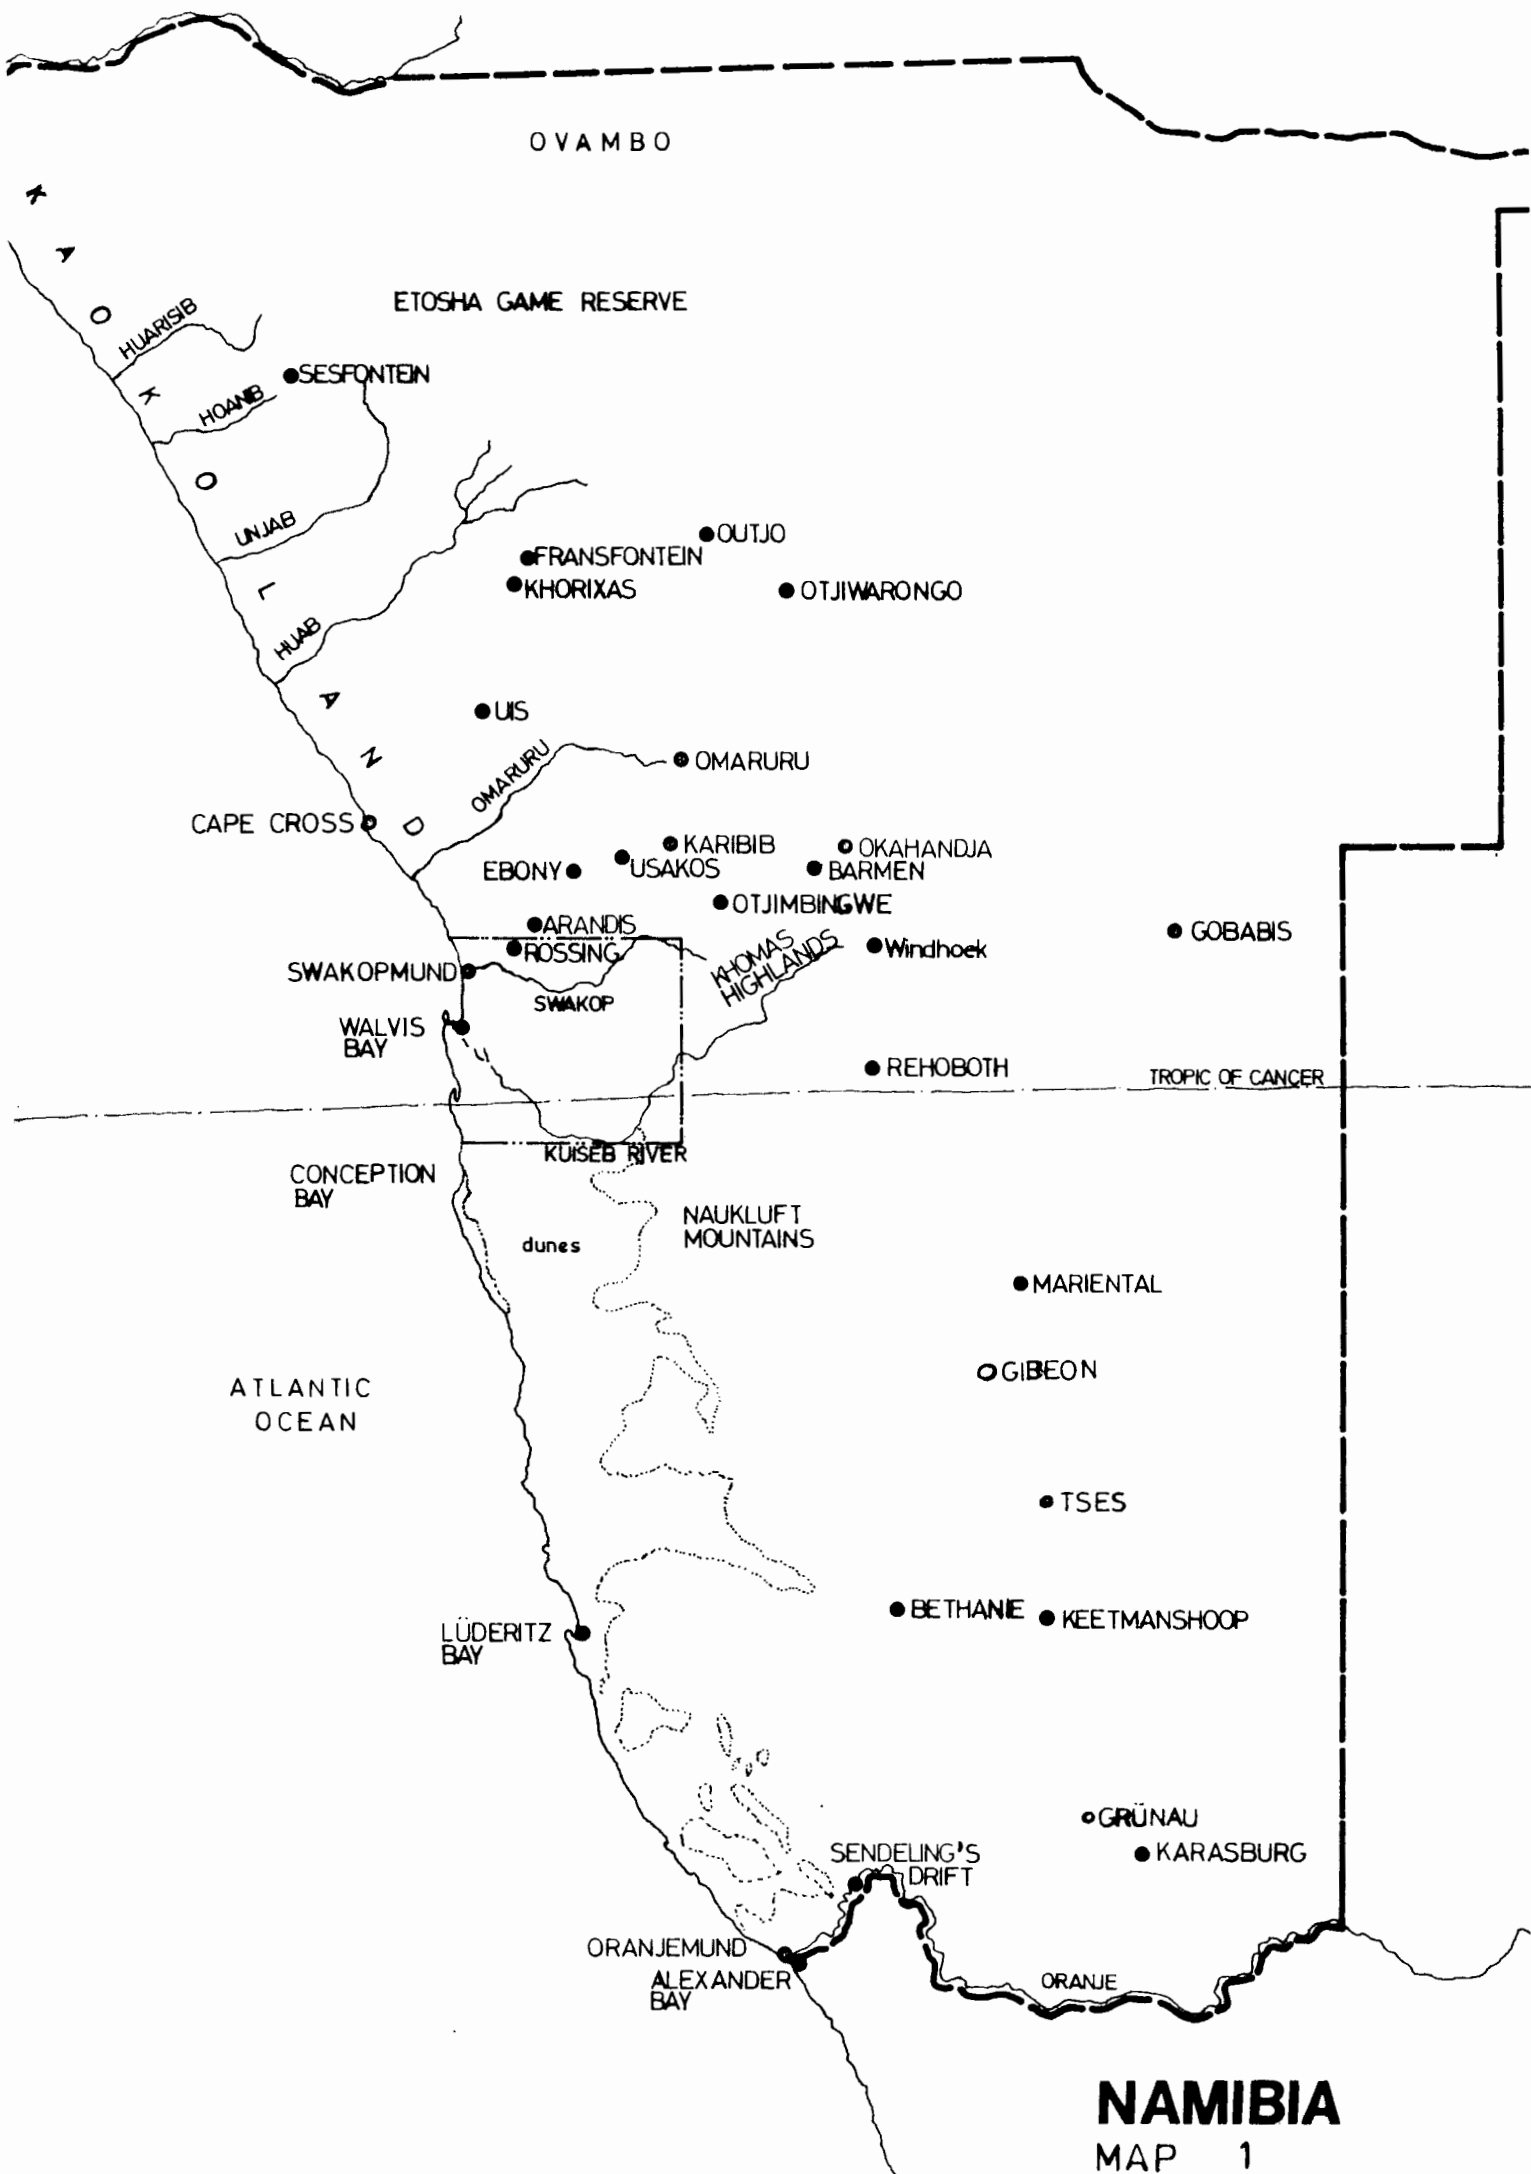 OVAMBO
KAOKOLAND
ETOSHA GAME RESERVE
HUARISIB
SESFONTEIN
HOANIB
UNJAB
OUTJO
FRANSFONTEIN
KHORIXAS
OTJIWARONGO
HUAB
UIS
OMARURU
OMARURU
CAPE CROSS
KARIBIB
OKAHANDJA
EBONY
USAKOS
BARMEN
OTJIMBINGWE
ARANDIS
GOBABIS
ROSSING
KHOMAS
HIGHLANDS
Windhoek
SWAKOPMUND
SWAKOP
WALVIS
BAY
REHOBOTH
TROPIC OF CANCER
KUISEB RIVER
CONCEPTION
BAY
NAUKLUFT
MOUNTAINS
dunes
MARIENTAL
GIBEON
ATLANTIC
OCEAN
TSES
BETHANIE
KEETMANSHOOP
LÜDERITZ
BAY
GRÜNAU
SENDELING'S
DRIFT
KARASBURG
ORANJEMUND
ALEXANDER
BAY
ORANJE
NAMIBIA
MAP 1